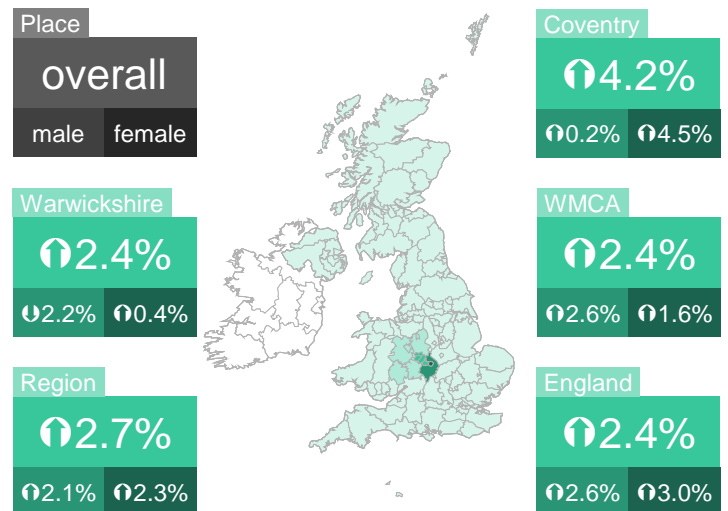 Place
overall
male female
Coventry
⬆4.2%
⬆0.2% ⬆4.5%
Warwickshire
⬆2.4%
⬇2.2% ⬆0.4%
WMCA
⬆2.4%
⬆2.6% ⬆1.6%
Region
⬆2.7%
⬆2.1% ⬆2.3%
England
⬆2.4%
⬆2.6% ⬆3.0%